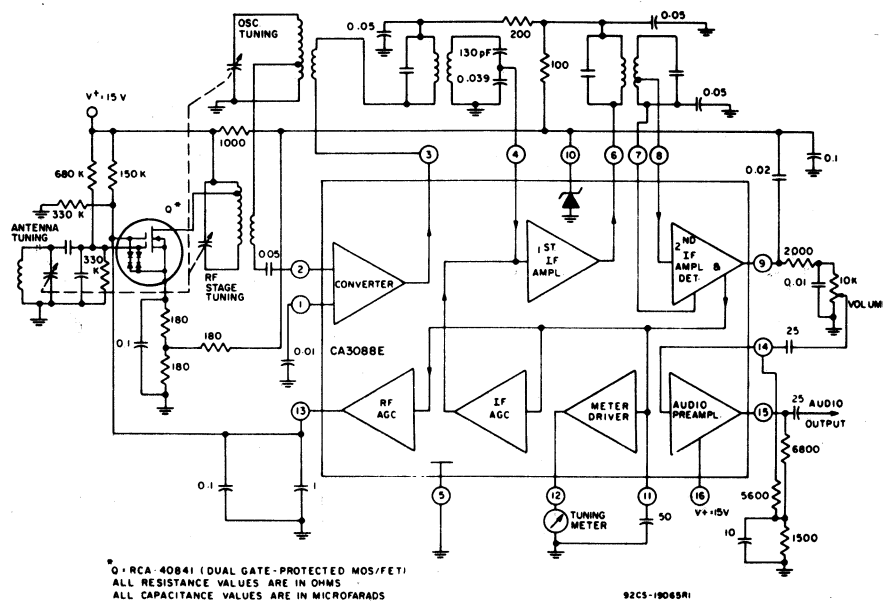 OSC
TUNING
0.05
200
0.05
130pF
0.039
100
0.05
V+=15 V
1000
3
4
10
6
7
8
0.02
0.1
680 K
150 K
330 K
Q*
ANTENNA
TUNING
330
K
RF
STAGE
TUNING
0.05
2
CONVERTER
1
1ST.
IF
AMPL.
2ND
IF
AMPL &
DET.
9
2000
0.01
10K
VOLUME
180
0.1
180
180
0.01
CA3088E
14
25
13
RF
AGC
IF
AGC
METER
DRIVER
AUDIO
PREAMPL.
15
25
AUDIO
OUTPUT
6800
0.1
1
5
12
11
16
V+=15V
5600
TUNING
METER
50
10
1500
*Q = RCA-40841 (DUAL GATE-PROTECTED MOS/FET)
ALL RESISTANCE VALUES ARE IN OHMS
ALL CAPACITANCE VALUES ARE IN MICROFARADS
92CS-19065R1